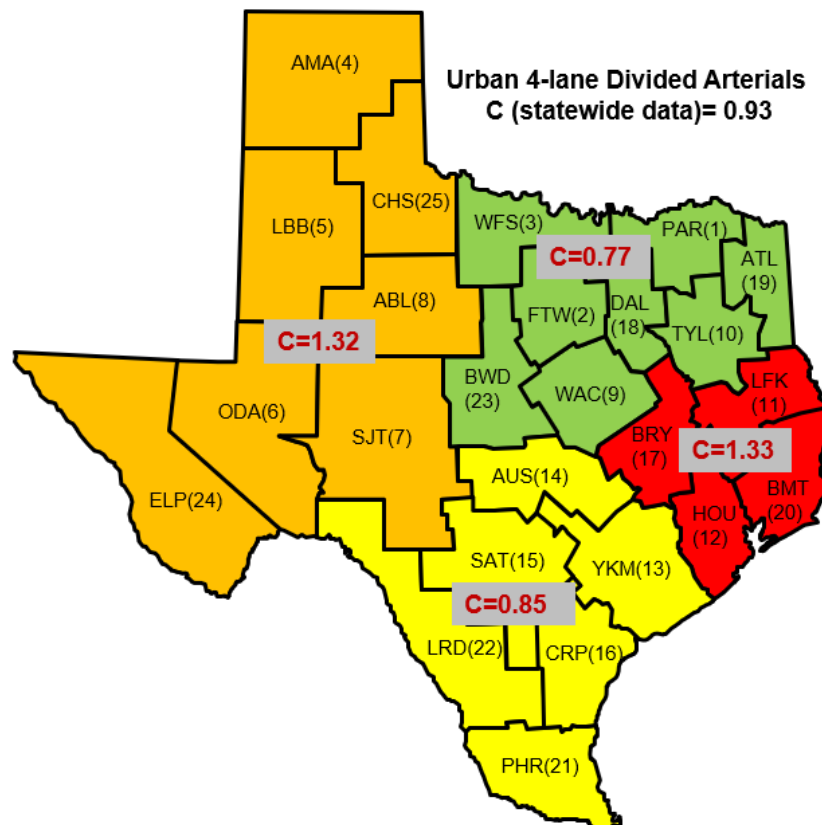 Urban 4-lane Divided Arterials
C (statewide data)= 0.93
AMA(4)
CHS(25)
LBB(5)
WFS(3)
PAR(1)
ATL
(19)
C=0.77
ABL(8)
FTW(2)
DAL
(18)
TYL(10)
C=1.32
BWD
(23)
WAC(9)
LFK
(11)
ODA(6)
SJT(7)
BRY
(17)
C=1.33
AUS(14)
BMT
(20)
ELP(24)
HOU
(12)
SAT(15)
YKM(13)
C=0.85
LRD(22)
CRP(16)
PHR(21)